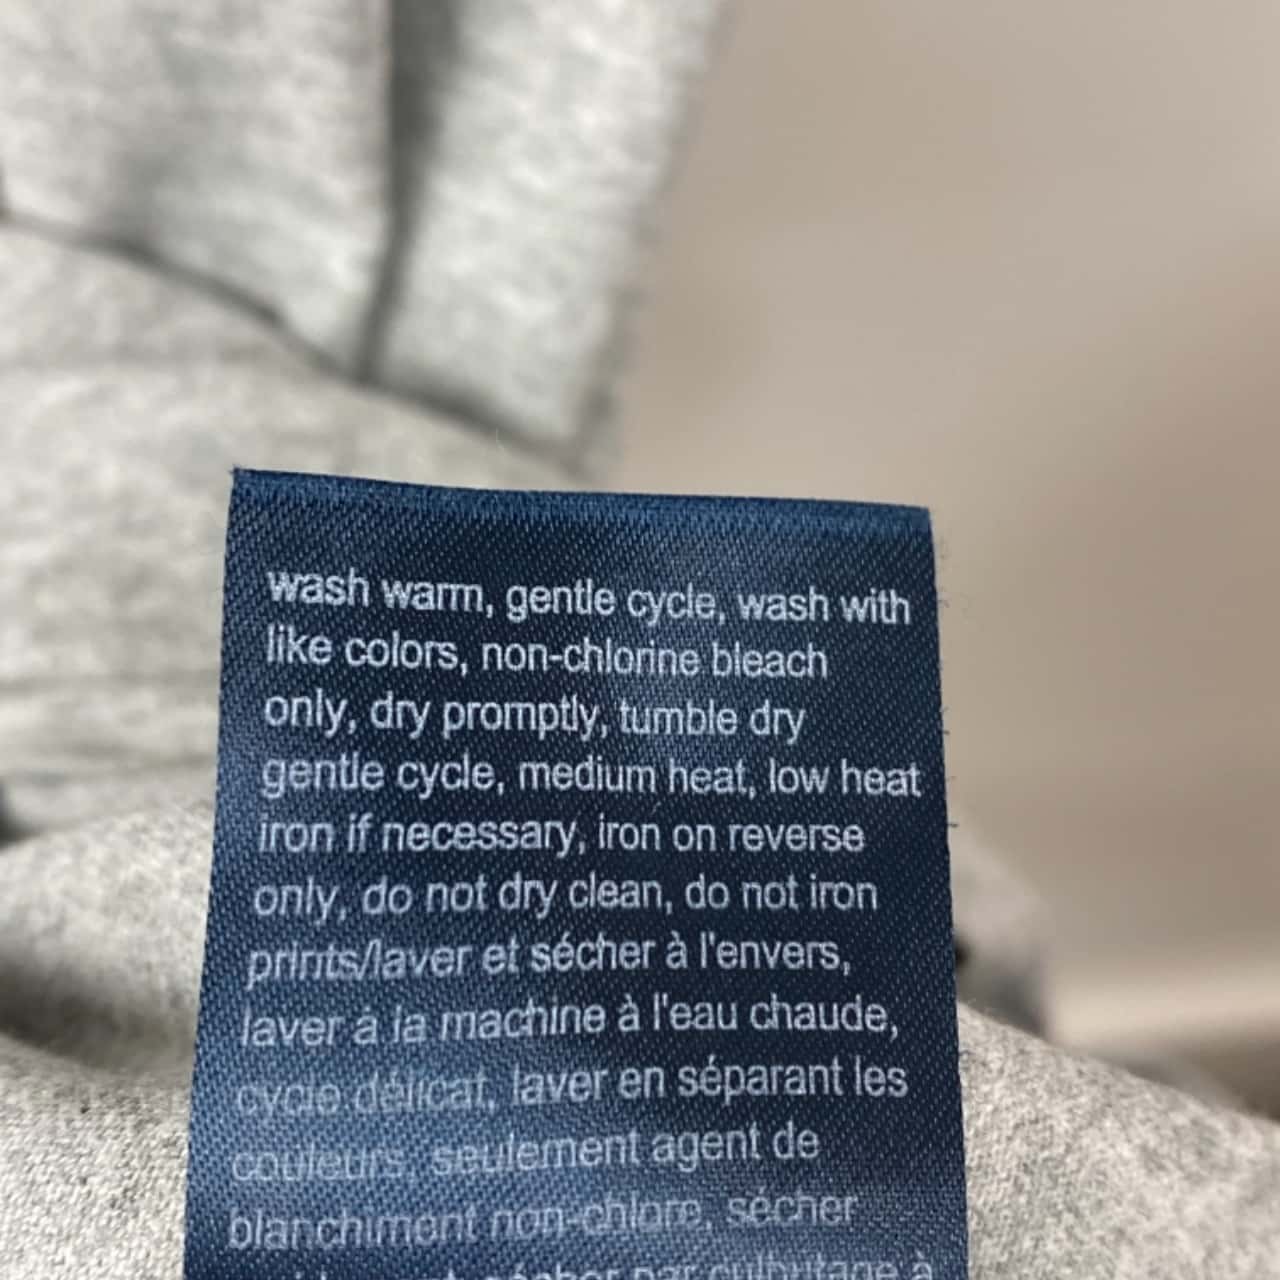 wash warm, gentle cycle, wash with
like colors, non-chlorine bleach
only, dry promptly, tumble dry
gentle cycle, medium heat, low heat
iron if necessary, iron on reverse
only, do not dry clean, do not iron
prints/laver et sécher à l'envers,
laver à la machine à l'eau chaude,
cycle délicat, laver en séparant les
couleurs, seulement agent de
blanchiment non-chlore, sécher
sécher par culbutage à